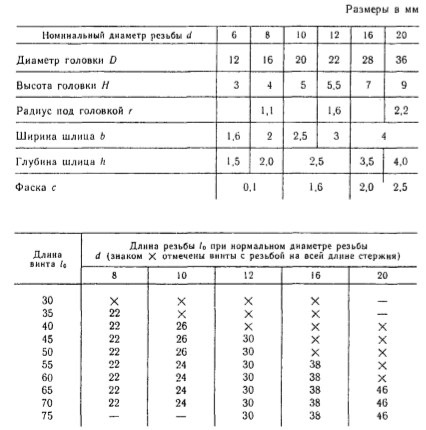 Размеры в мм
Номинальный диаметр резьбы d 6 8 10 12 16 20
Диаметр головки D 12 16 20 22 28 36
Высота головки H 3 4 5 5,5 7 9
Радиус под головкой r 1,1 1,6 2,2
Ширина шлица b 1,6 2 2,5 3 4
Глубина шлица h 1,5 2,0 2,5 3,5 4,0
Фаска c 0,1 1,6 2,0 2,5
Длина винта l₀
Длина резьбы l₀ при нормальном диаметре резьбы
d (знаком × отмечены винты с резьбой на всей длине стержня)
8 10 12 16 20
30 × × × × —
35 22 × × × —
40 22 26 × × ×
45 22 26 30 × ×
50 22 26 30 × ×
55 22 24 30 38 ×
60 22 24 30 38 ×
65 22 24 30 38 46
70 22 24 30 38 46
75 — — 30 38 46